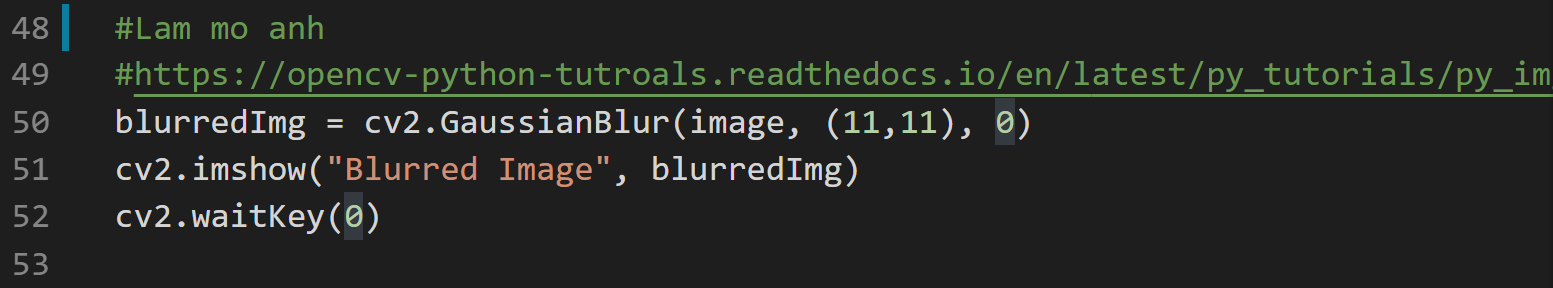 48 #Lam mo anh
49 #https://opencv-python-tutroals.readthedocs.io/en/latest/py_tutorials/py_im
50 blurredImg = cv2.GaussianBlur(image, (11,11), 0)
51 cv2.imshow("Blurred Image", blurredImg)
52 cv2.waitKey(0)
53